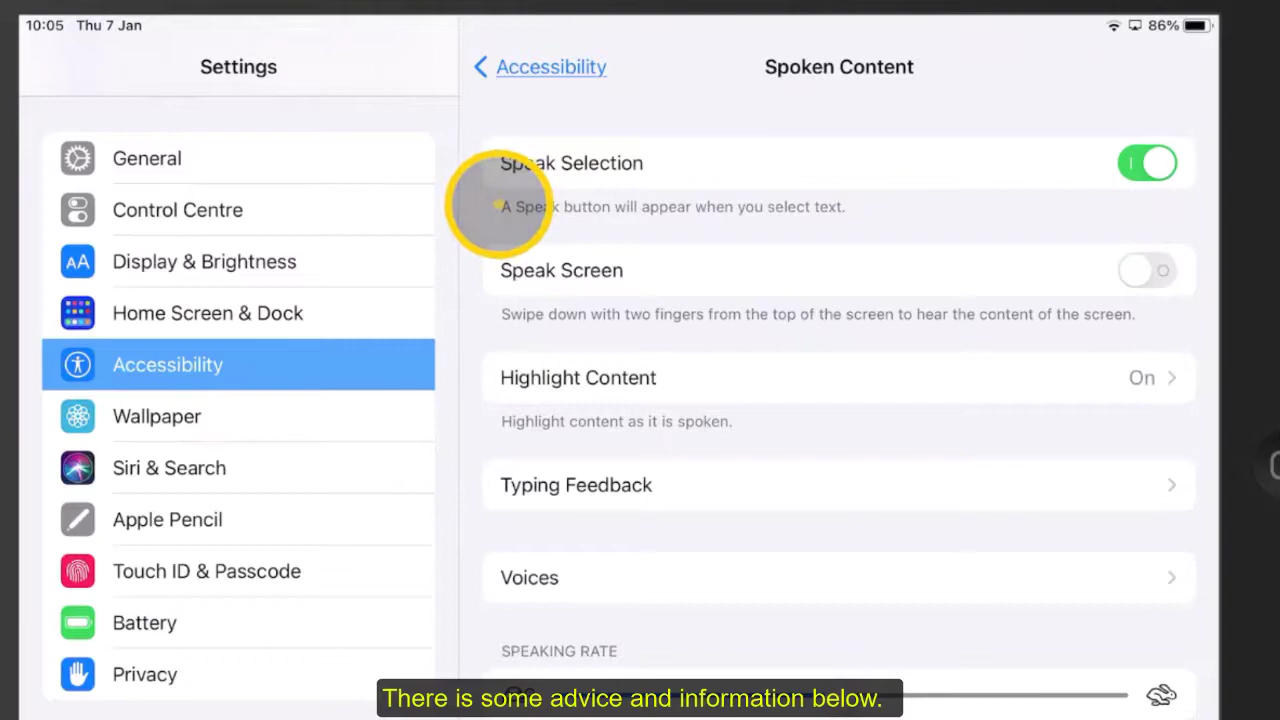 10:05 Thu 7 Jan
86%
Settings
Accessibility
Spoken Content
General
Control Centre
AA Display & Brightness
Home Screen & Dock
Accessibility
Wallpaper
Siri & Search
Apple Pencil
Touch ID & Passcode
Battery
Privacy
Speak Selection
A Speak button will appear when you select text.
Speak Screen
Swipe down with two fingers from the top of the screen to hear the content of the screen.
Highlight Content On
Highlight content as it is spoken.
Typing Feedback
Voices
SPEAKING RATE
There is some advice and information below.